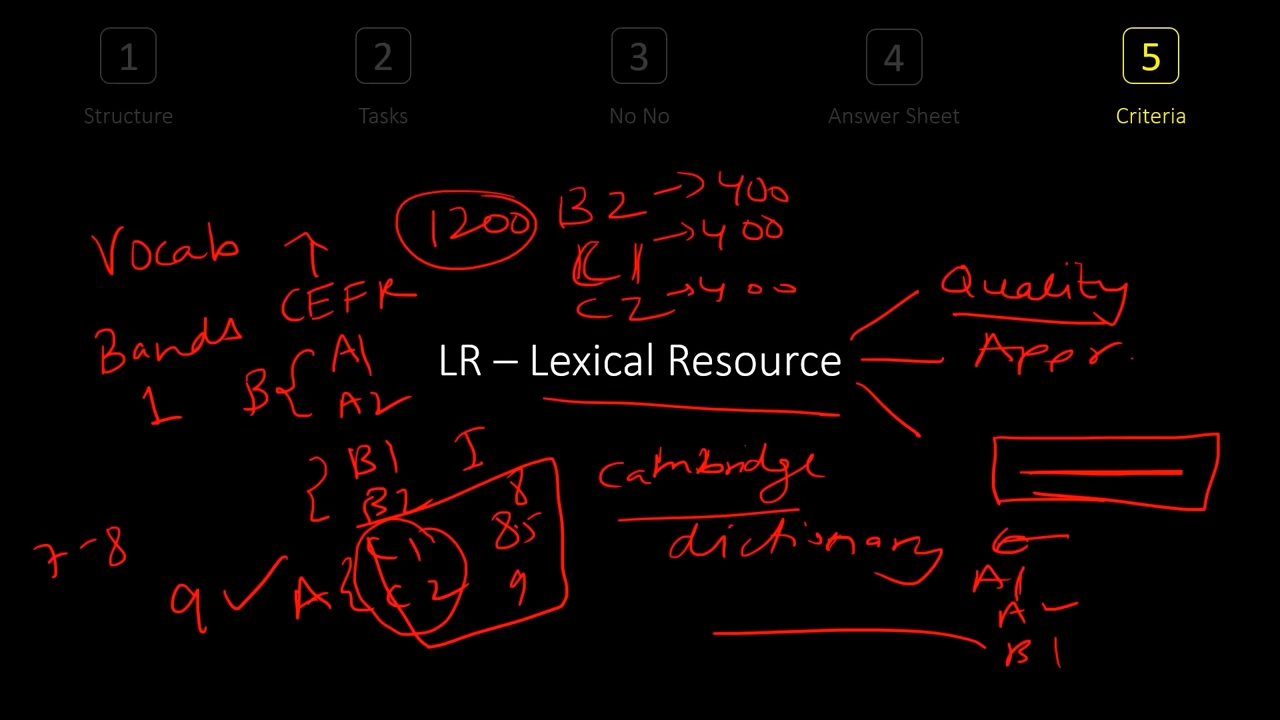 1 2 3 4 5
Structure Tasks No No Answer Sheet Criteria
Vocab ↑
1200
B2 → 400
C1 → 400
C2 → 400
CEFR
Bands
1
B { A1
A2
LR – Lexical Resource
Quality
Appr.
{ B1 I
B2 8
C1 8.5
A { C2 9
7-8
9 ✓
Cambridge
dictionary
A1
A
B1